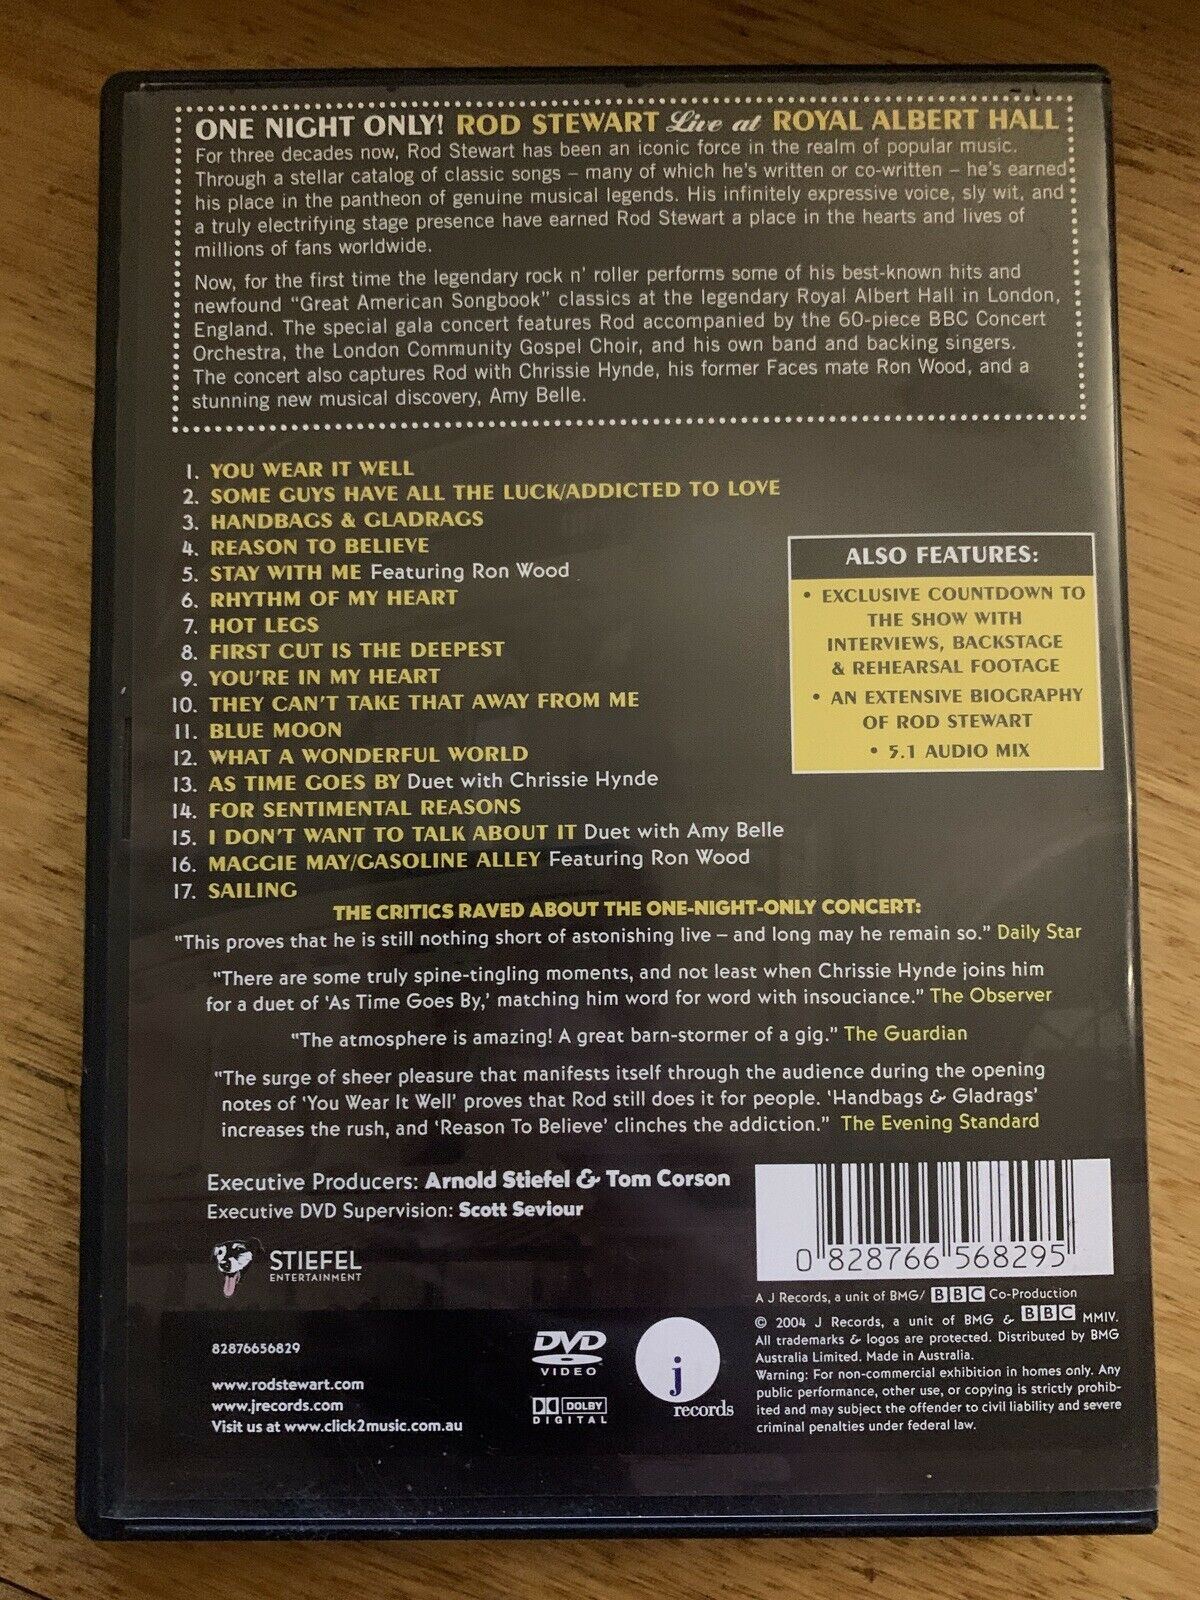 ONE NIGHT ONLY! ROD STEWART Live at ROYAL ALBERT HALL
For three decades now, Rod Stewart has been an iconic force in the realm of popular music.
Through a stellar catalog of classic songs – many of which he's written or co-written – he's earned
his place in the pantheon of genuine musical legends. His infinitely expressive voice, sly wit, and
a truly electrifying stage presence have earned Rod Stewart a place in the hearts and lives of
millions of fans worldwide.
Now, for the first time the legendary rock n' roller performs some of his best-known hits and
newfound "Great American Songbook" classics at the legendary Royal Albert Hall in London,
England. The special gala concert features Rod accompanied by the 60-piece BBC Concert
Orchestra, the London Community Gospel Choir, and his own band and backing singers.
The concert also captures Rod with Chrissie Hynde, his former Faces mate Ron Wood, and a
stunning new musical discovery, Amy Belle.
1. YOU WEAR IT WELL
2. SOME GUYS HAVE ALL THE LUCK/ADDICTED TO LOVE
3. HANDBAGS & GLADRAGS
4. REASON TO BELIEVE
5. STAY WITH ME Featuring Ron Wood
6. RHYTHM OF MY HEART
7. HOT LEGS
8. FIRST CUT IS THE DEEPEST
9. YOU'RE IN MY HEART
10. THEY CAN'T TAKE THAT AWAY FROM ME
11. BLUE MOON
12. WHAT A WONDERFUL WORLD
13. AS TIME GOES BY Duet with Chrissie Hynde
14. FOR SENTIMENTAL REASONS
15. I DON'T WANT TO TALK ABOUT IT Duet with Amy Belle
16. MAGGIE MAY/GASOLINE ALLEY Featuring Ron Wood
17. SAILING
ALSO FEATURES:
• EXCLUSIVE COUNTDOWN TO
THE SHOW WITH
INTERVIEWS, BACKSTAGE
& REHEARSAL FOOTAGE
• AN EXTENSIVE BIOGRAPHY
OF ROD STEWART
• 5.1 AUDIO MIX
THE CRITICS RAVED ABOUT THE ONE-NIGHT-ONLY CONCERT:
"This proves that he is still nothing short of astonishing live – and long may he remain so." Daily Star
"There are some truly spine-tingling moments, and not least when Chrissie Hynde joins him
for a duet of 'As Time Goes By,' matching him word for word with insouciance." The Observer
"The atmosphere is amazing! A great barn-stormer of a gig." The Guardian
"The surge of sheer pleasure that manifests itself through the audience during the opening
notes of 'You Wear It Well' proves that Rod still does it for people. 'Handbags & Gladrags'
increases the rush, and 'Reason To Believe' clinches the addiction." The Evening Standard
Executive Producers: Arnold Stiefel & Tom Corson
Executive DVD Supervision: Scott Seviour
STIEFEL
ENTERTAINMENT
82876656829
www.rodstewart.com
www.jrecords.com
Visit us at www.click2music.com.au
DVD
VIDEO
DOLBY
DIGITAL
j
records
0 828766 568295
A J Records, a unit of BMG/ BBC Co-Production
© 2004 J Records, a unit of BMG & BBC MMIV.
All trademarks & logos are protected. Distributed by BMG
Australia Limited. Made in Australia.
Warning: For non-commercial exhibition in homes only. Any
public performance, other use, or copying is strictly prohib-
ited and may subject the offender to civil liability and severe
criminal penalties under federal law.